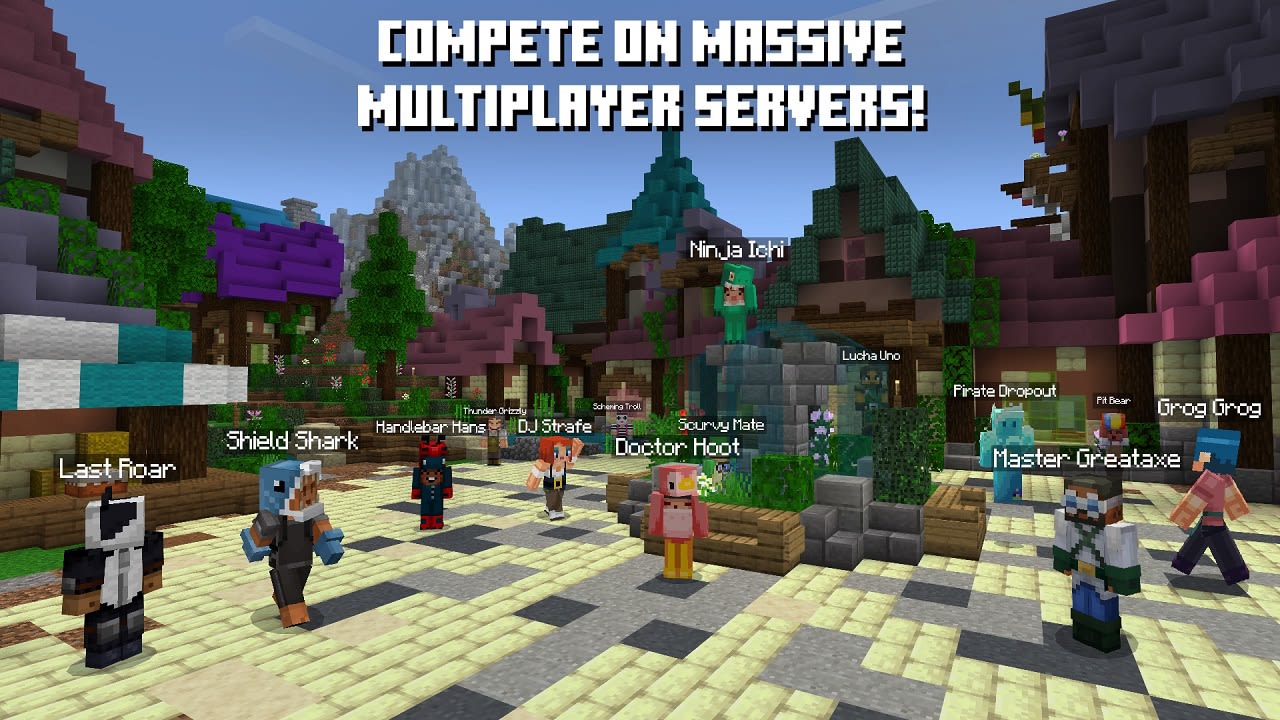 COMPETE ON MASSIVE
MULTIPLAYER SERVERS!
Ninja Ichi
Lucha Uno
Pirate Dropout
Pit Bear
Grog Grog
Thunder Grizzly
Scheming Troll
Handlebar Hans
DJ Strafe
Scurvy Mate
Shield Shark
Doctor Hoot
Master Greataxe
Last Roar